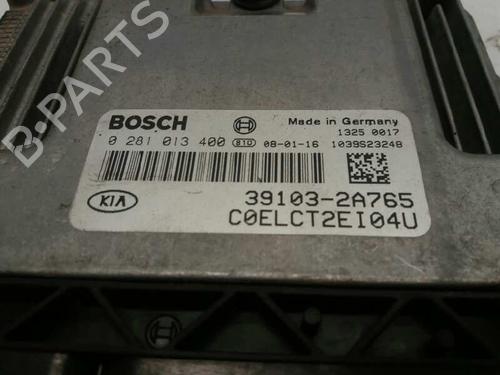 B-PARTS
BOSCH
Made in Germany
1325 0017
0 281 013 400 810 08-01-16 1039S23248
KIA
39103-2A765
C0ELCT2EI04U